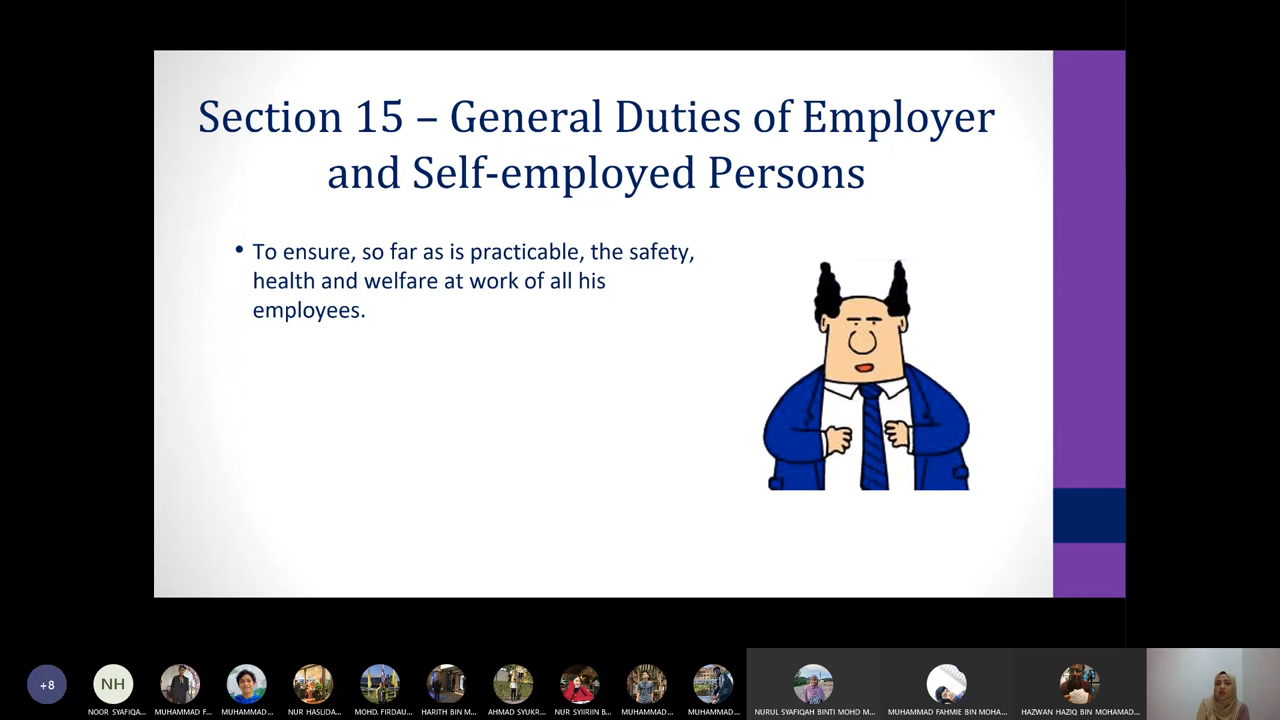 Section 15 – General Duties of Employer
and Self-employed Persons
• To ensure, so far as is practicable, the safety,
health and welfare at work of all his
employees.
+8
NH
NOOR SYAFIQA...
MUHAMMAD F...
MUHAMMAD...
NUR HASLIDA...
MOHD. FIRDAU...
HARITH BIN M...
AHMAD SYUKR...
NUR SYIIRIIN B...
MUHAMMAD...
MUHAMMAD...
NURUL SYAFIQAH BINTI MOHD M...
MUHAMMAD FAHMIE BIN MOHA...
HAZWAN HAZIQ BIN MOHAMAD...